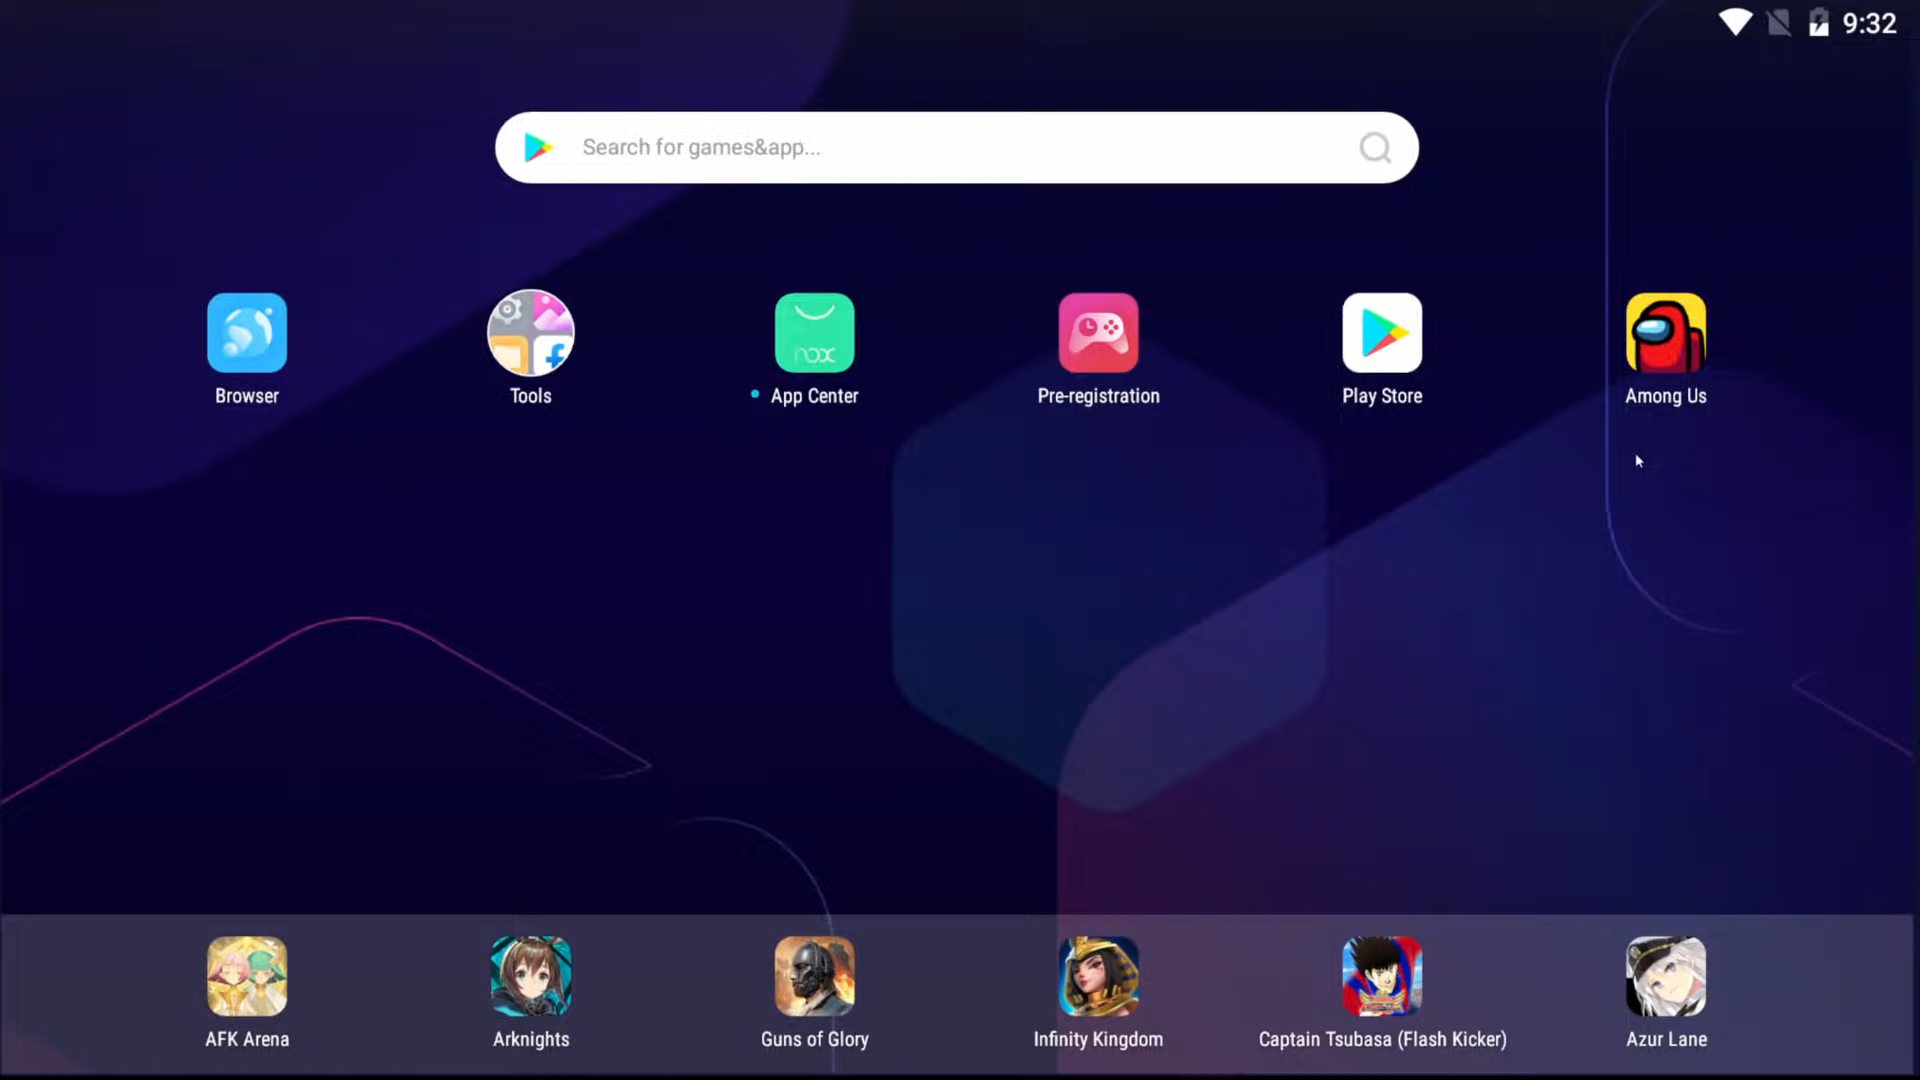 9:32
Search for games&app...
nox
Browser
Tools
App Center
Pre-registration
Play Store
Among Us
AFK Arena
Arknights
Guns of Glory
Infinity Kingdom
Captain Tsubasa (Flash Kicker)
Azur Lane